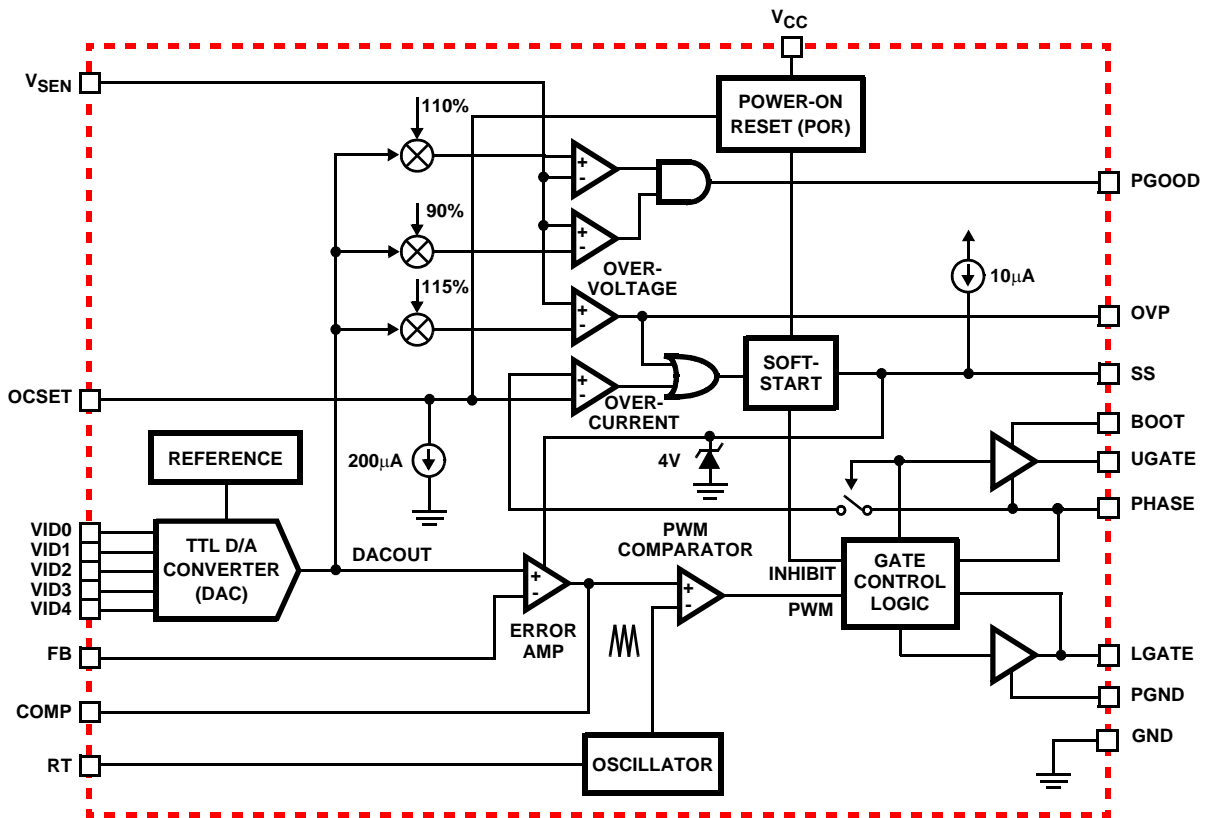 VCC
VSEN
110%
POWER-ON
RESET (POR)
+
-
PGOOD
90%
+
-
OVER-
VOLTAGE
10µA
115%
+
-
OVP
SOFT-
START
SS
OCSET
+
-
OVER-
CURRENT
BOOT
REFERENCE
200µA
4V
UGATE
PHASE
VID0
VID1
VID2
VID3
VID4
TTL D/A
CONVERTER
(DAC)
DACOUT
+
-
ERROR
AMP
PWM
COMPARATOR
+
-
INHIBIT
PWM
GATE
CONTROL
LOGIC
FB
LGATE
COMP
PGND
GND
RT
OSCILLATOR